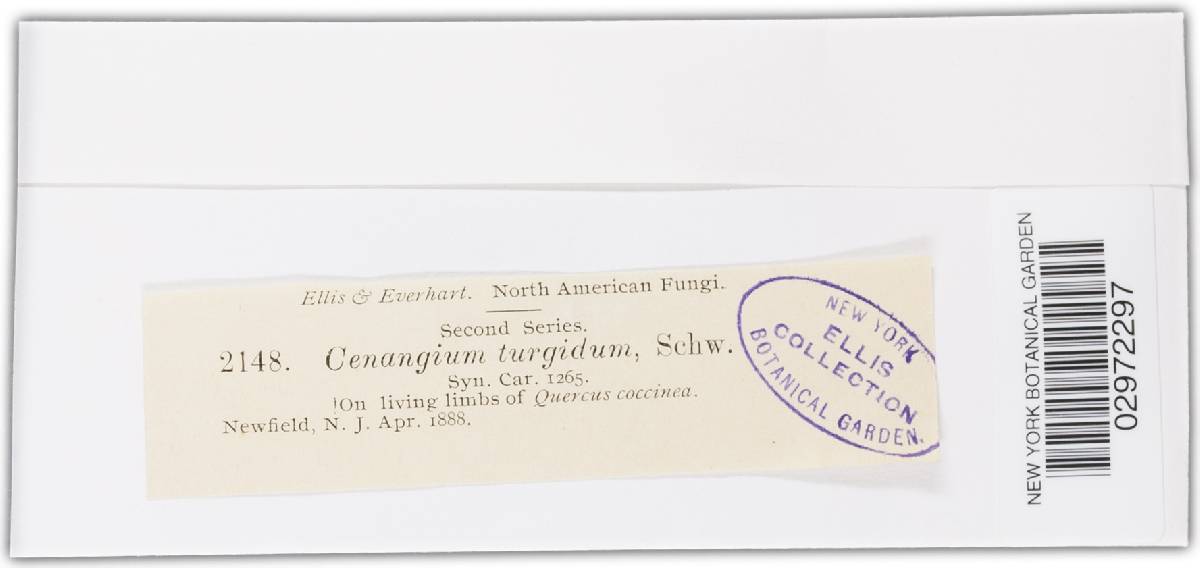 Ellis & Everhart. North American Fungi.
Second Series.
2148. Cenangium turgidum, Schw.
Syn. Car. 1265.
!On living limbs of Quercus coccinea.
Newfield, N. J. Apr. 1888.
NEW YORK
ELLIS
COLLECTION
BOTANICAL GARDEN.
NEW YORK BOTANICAL GARDEN
02972297